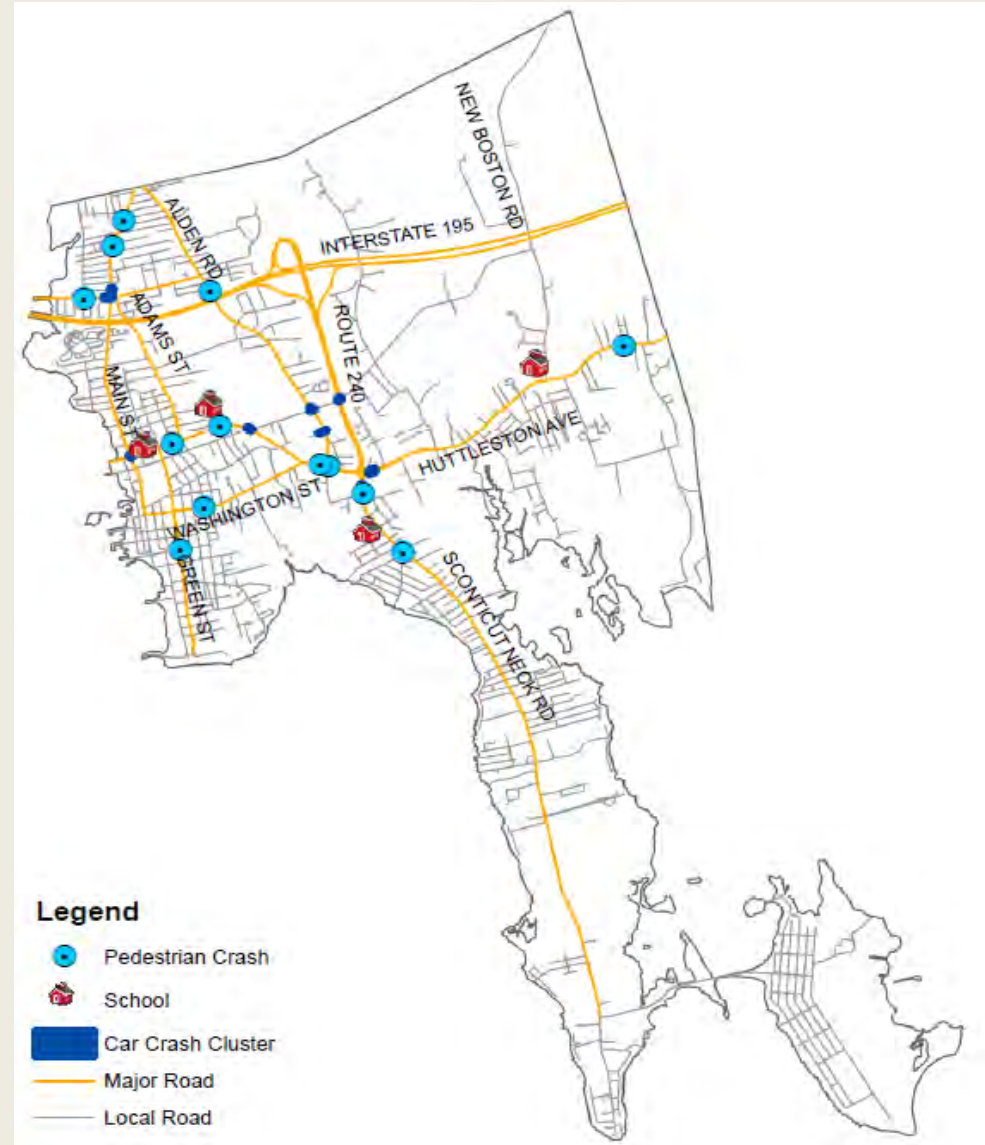 NEW BOSTON RD
ALDEN RD
INTERSTATE 195
ADAMS ST
ROUTE 240
MAIN ST
HUTTLESTON AVE
WASHINGTON ST
GREEN ST
SCONTICUT NECK RD
Legend
Pedestrian Crash
School
Car Crash Cluster
Major Road
Local Road